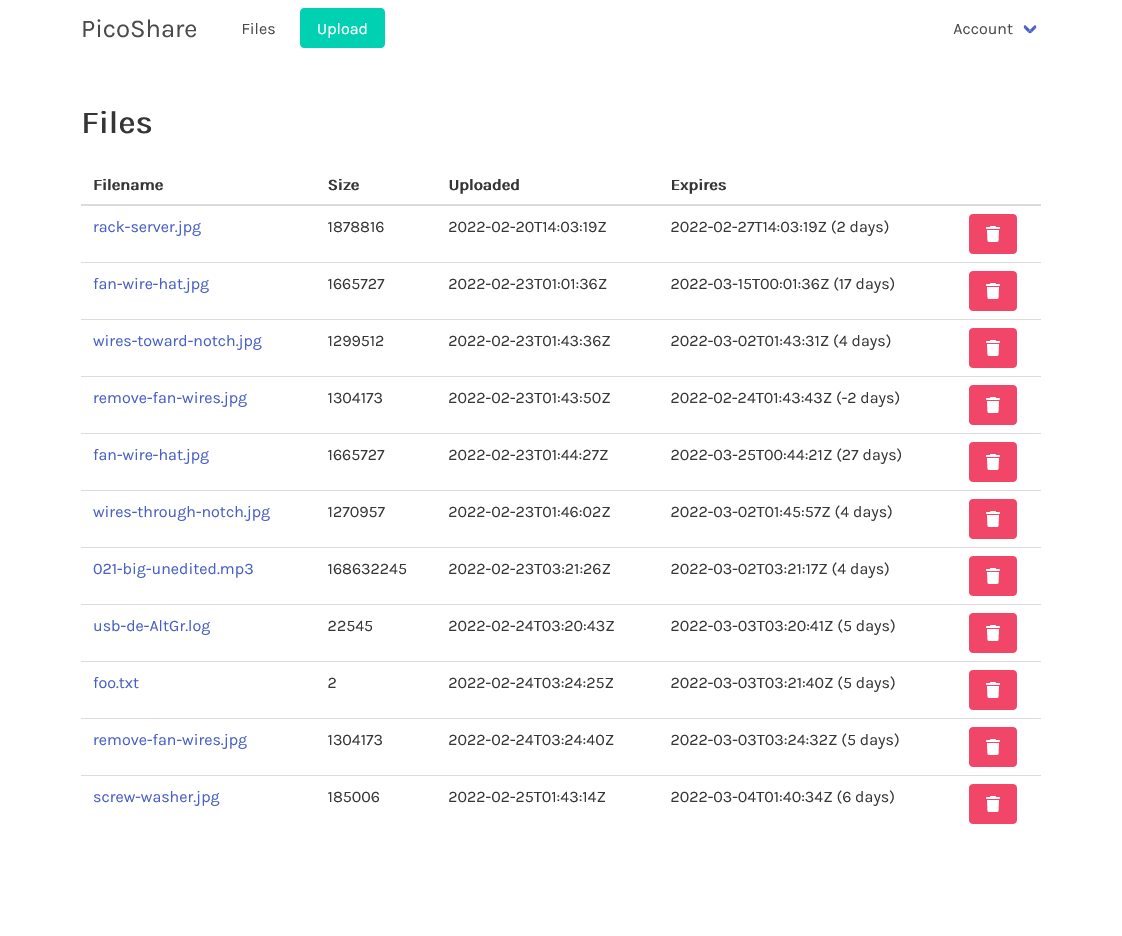 PicoShare Files Upload Account
Files
Filename Size Uploaded Expires
rack-server.jpg 1878816 2022-02-20T14:03:19Z 2022-02-27T14:03:19Z (2 days)
fan-wire-hat.jpg 1665727 2022-02-23T01:01:36Z 2022-03-15T00:01:36Z (17 days)
wires-toward-notch.jpg 1299512 2022-02-23T01:43:36Z 2022-03-02T01:43:31Z (4 days)
remove-fan-wires.jpg 1304173 2022-02-23T01:43:50Z 2022-02-24T01:43:43Z (-2 days)
fan-wire-hat.jpg 1665727 2022-02-23T01:44:27Z 2022-03-25T00:44:21Z (27 days)
wires-through-notch.jpg 1270957 2022-02-23T01:46:02Z 2022-03-02T01:45:57Z (4 days)
021-big-unedited.mp3 168632245 2022-02-23T03:21:26Z 2022-03-02T03:21:17Z (4 days)
usb-de-AltGr.log 22545 2022-02-24T03:20:43Z 2022-03-03T03:20:41Z (5 days)
foo.txt 2 2022-02-24T03:24:25Z 2022-03-03T03:21:40Z (5 days)
remove-fan-wires.jpg 1304173 2022-02-24T03:24:40Z 2022-03-03T03:24:32Z (5 days)
screw-washer.jpg 185006 2022-02-25T01:43:14Z 2022-03-04T01:40:34Z (6 days)